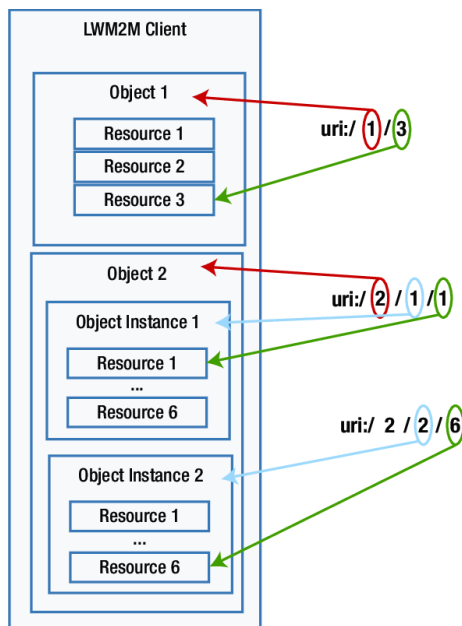 LWM2M Client
Object 1
Resource 1
Resource 2
Resource 3
uri:/ 1 / 3
Object 2
Object Instance 1
Resource 1
...
Resource 6
uri:/ 2 / 1 / 1
Object Instance 2
Resource 1
...
Resource 6
uri:/ 2 / 2 / 6